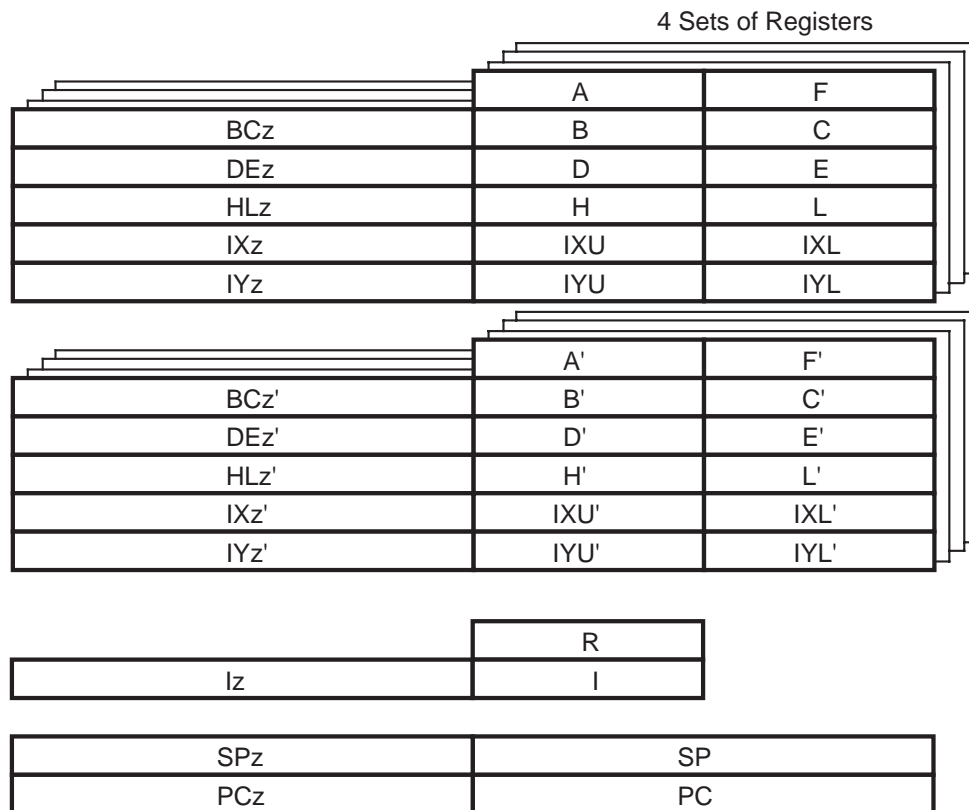 4 Sets of Registers
A F
BCz B C
DEz D E
HLz H L
IXz IXU IXL
IYz IYU IYL
A' F'
BCz' B' C'
DEz' D' E'
HLz' H' L'
IXz' IXU' IXL'
IYz' IYU' IYL'
R
Iz I
SPz SP
PCz PC